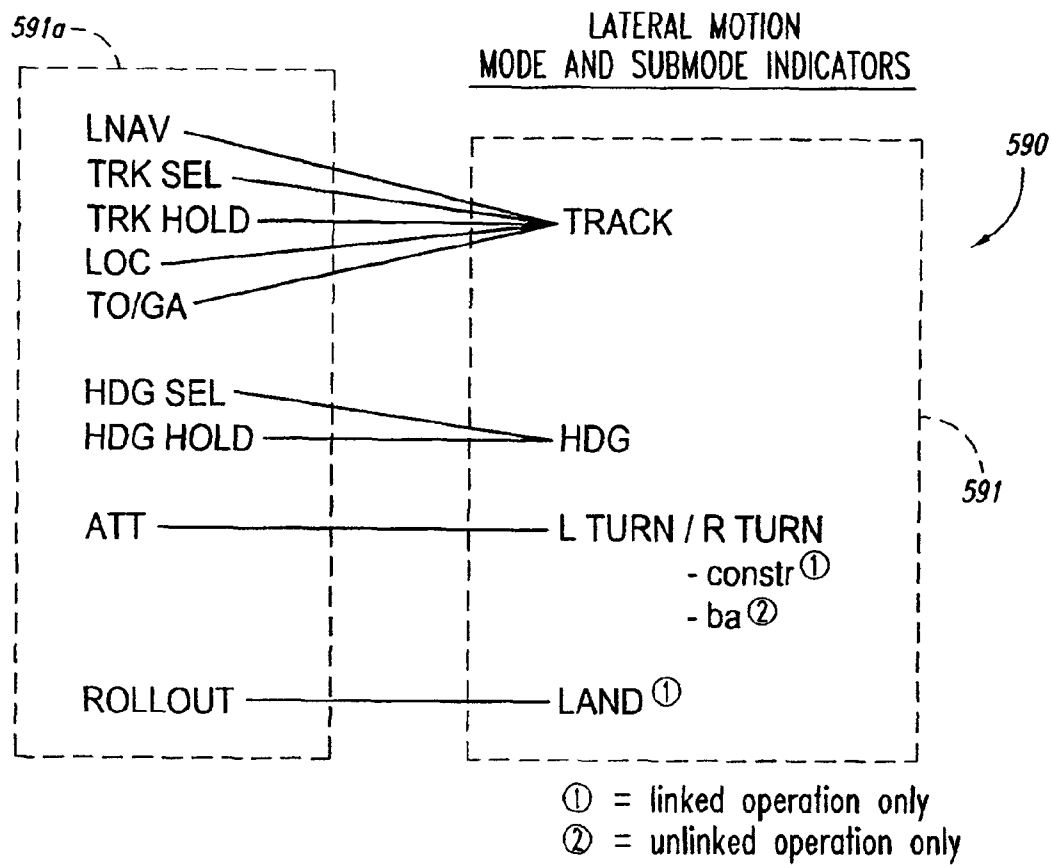 591a
LATERAL MOTION
MODE AND SUBMODE INDICATORS
590
LNAV
TRK SEL
TRK HOLD
LOC
TO/GA
TRACK
HDG SEL
HDG HOLD
HDG
591
ATT
L TURN / R TURN
- constr ①
- ba ②
ROLLOUT
LAND ①
① = linked operation only
② = unlinked operation only